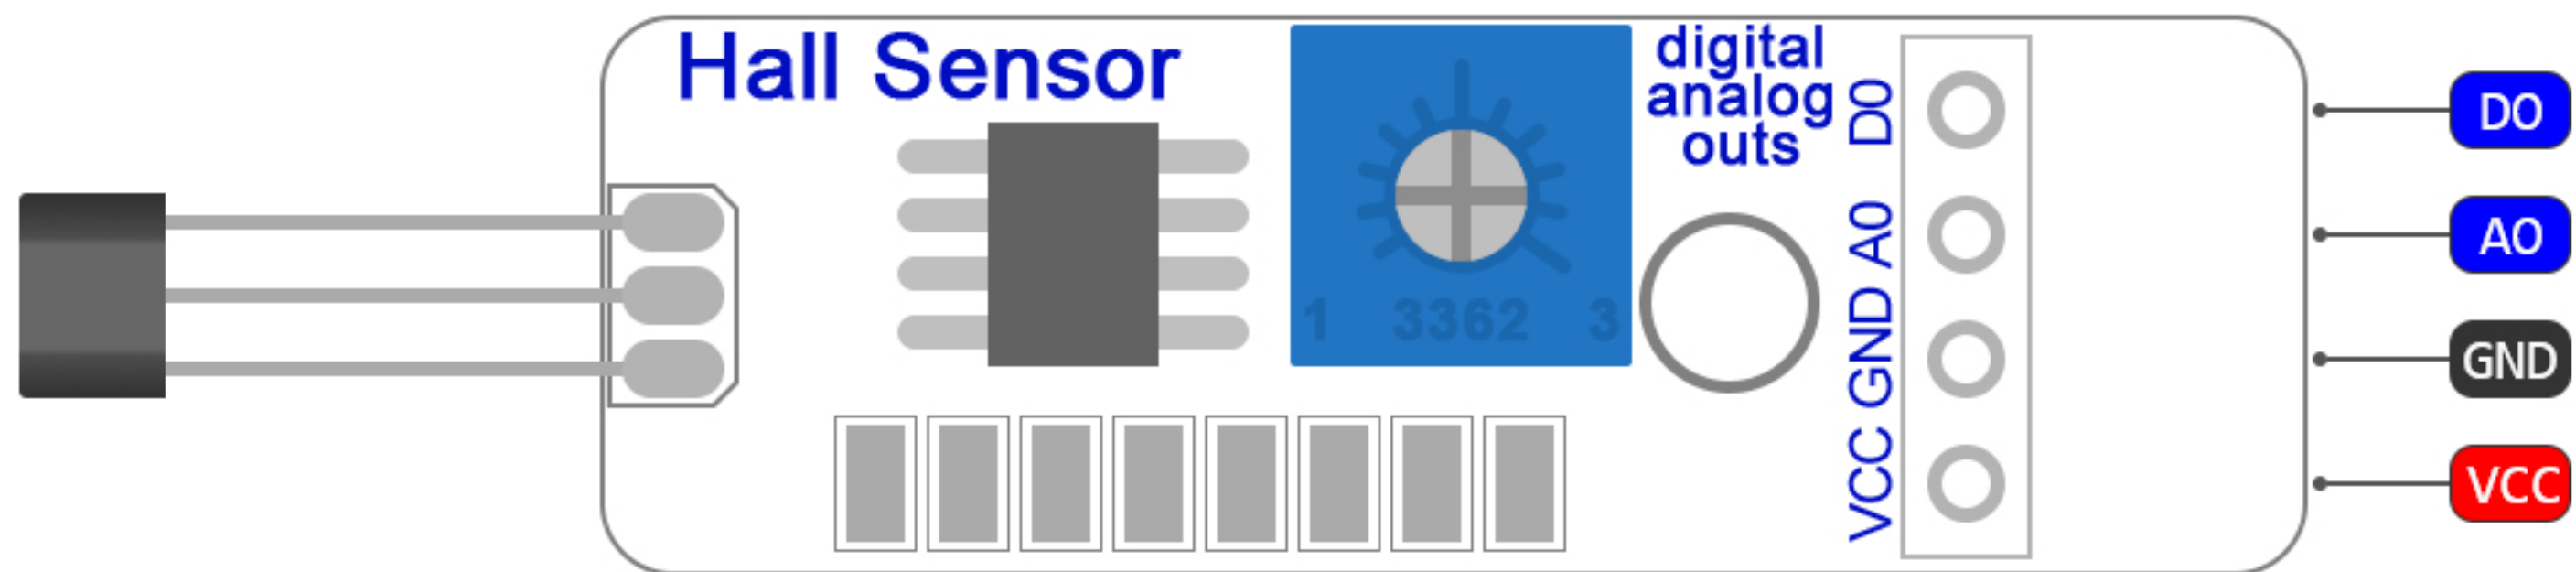 Hall Sensor
digital
analog
outs
1 3362 3
D0
A0
GND
VCC
DO
AO
GND
VCC